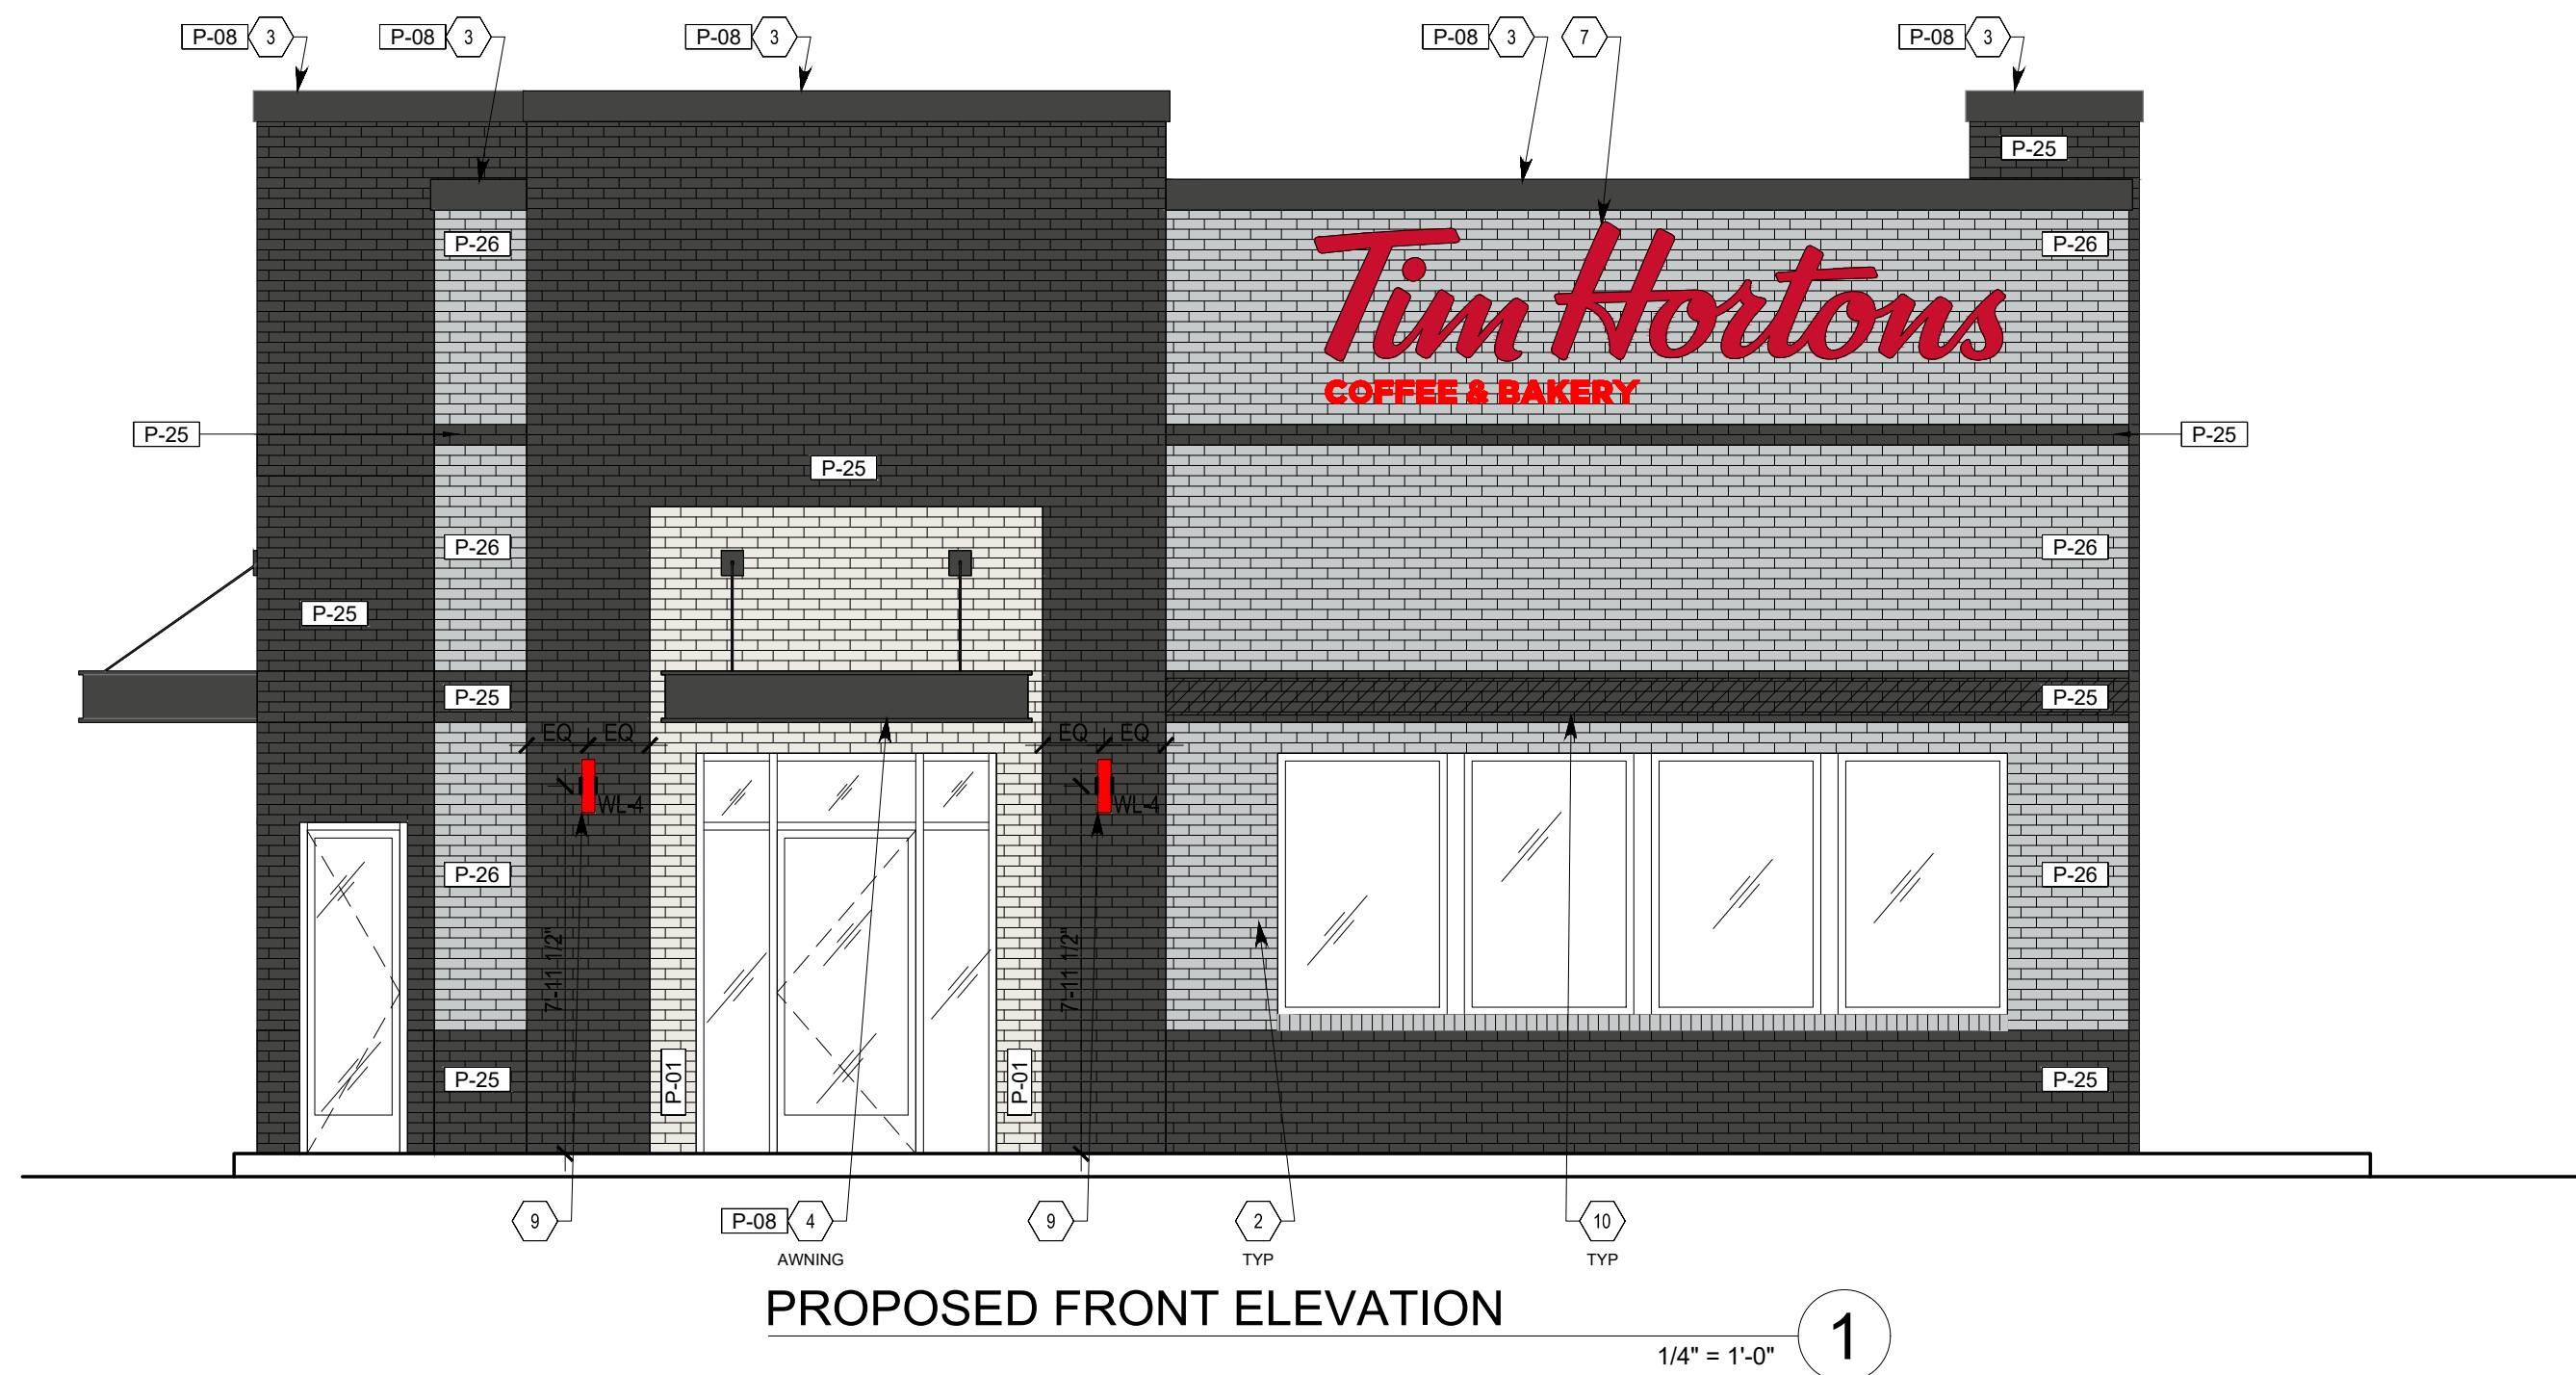 P-08 3 P-08 3 P-08 3 P-08 3 7 P-08 3
P-25
P-26 P-26
Tim Hortons
COFFEE & BAKERY
P-25 P-25
P-25
P-26 P-26
P-25
P-25 P-25
EQ EQ EQ EQ
WL-4 WL-4
P-26 P-26
7'-11 1/2" 7'-11 1/2"
P-25 P-01 P-01 P-25
9 P-08 4 9 2 10
AWNING TYP TYP
PROPOSED FRONT ELEVATION 1
1/4" = 1'-0"